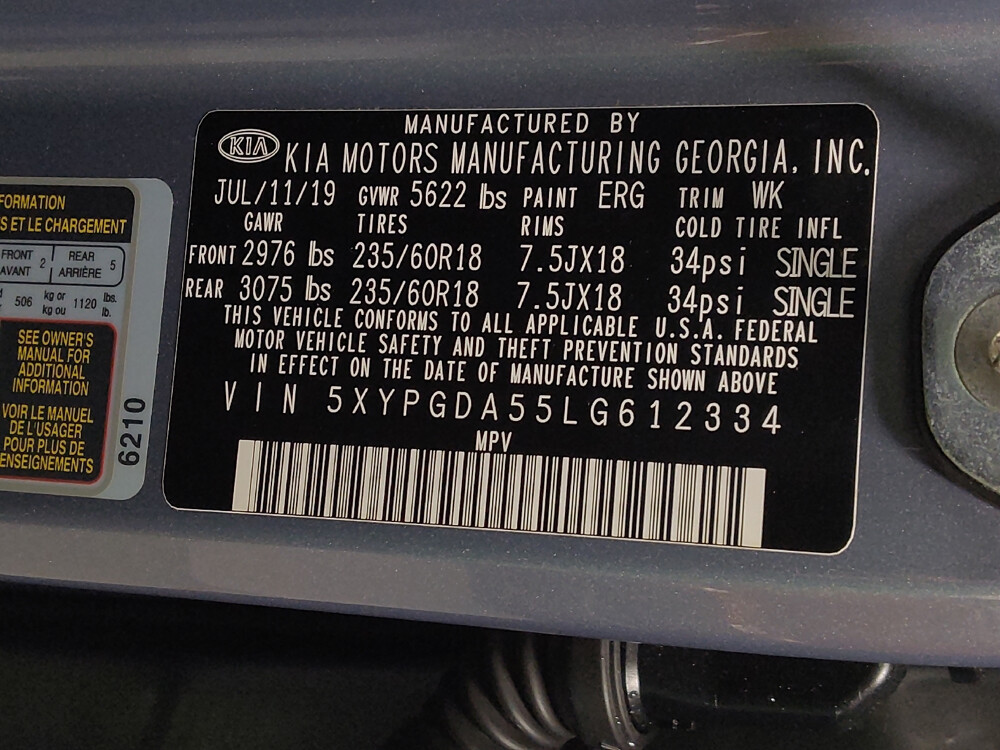 MANUFACTURED BY
KIA KIA MOTORS MANUFACTURING GEORGIA, INC.
JUL/11/19 GVWR 5622 lbs PAINT ERG TRIM WK
GAWR TIRES RIMS COLD TIRE INFL
FRONT 2976 lbs 235/60R18 7.5JX18 34psi SINGLE
REAR 3075 lbs 235/60R18 7.5JX18 34psi SINGLE
THIS VEHICLE CONFORMS TO ALL APPLICABLE U.S.A. FEDERAL
MOTOR VEHICLE SAFETY AND THEFT PREVENTION STANDARDS
IN EFFECT ON THE DATE OF MANUFACTURE SHOWN ABOVE
VIN 5XYPGDA55LG612334
MPV
FORMATION
S ET LE CHARGEMENT
FRONT 2 REAR 5
AVANT ARRIÈRE
506 kg or 1120 lbs.
kg ou lb.
SEE OWNER'S
MANUAL FOR
ADDITIONAL
INFORMATION
VOIR LE MANUEL
DE L'USAGER
POUR PLUS DE
ENSEIGNEMENTS
6210